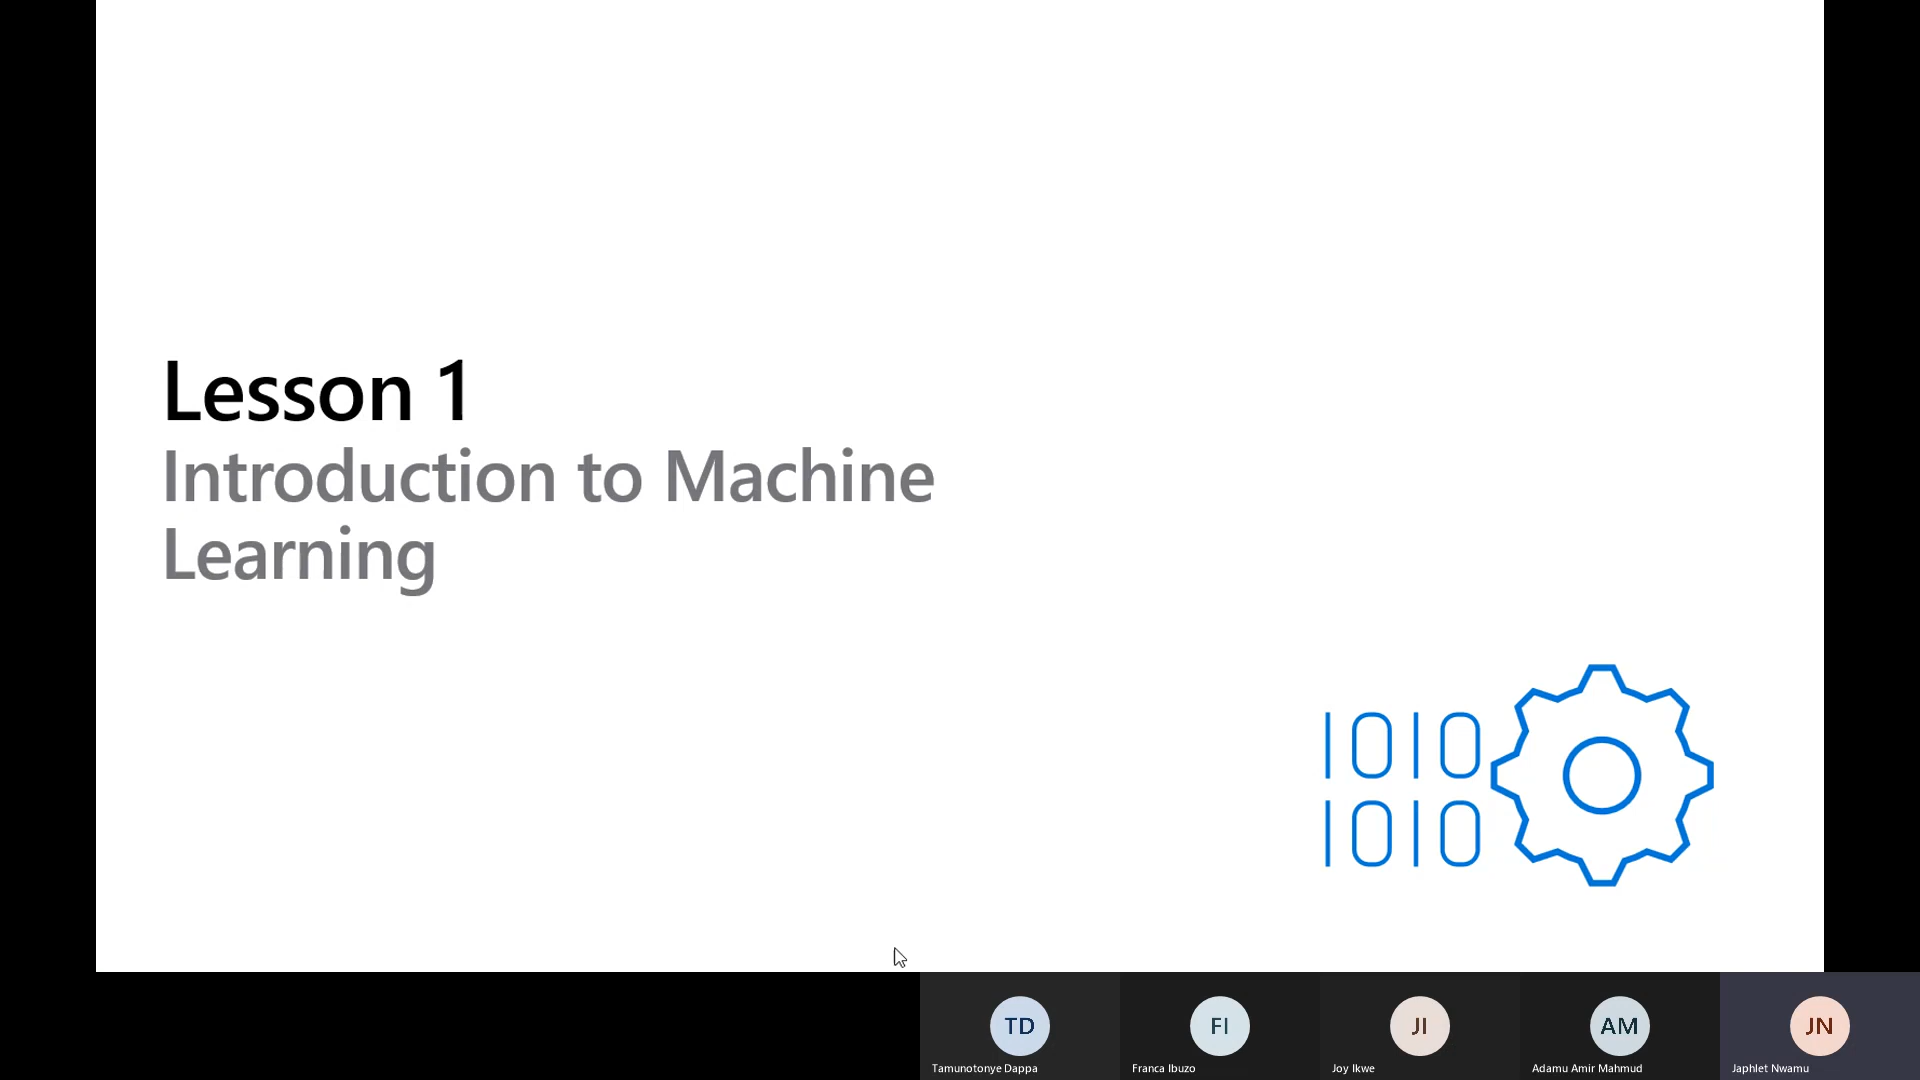 Lesson 1
Introduction to Machine
Learning
1010
1010
TD
FI
JI
AM
JN
Tamunotonye Dappa
Franca Ibuzo
Joy Ikwe
Adamu Amir Mahmud
Japhlet Nwamu